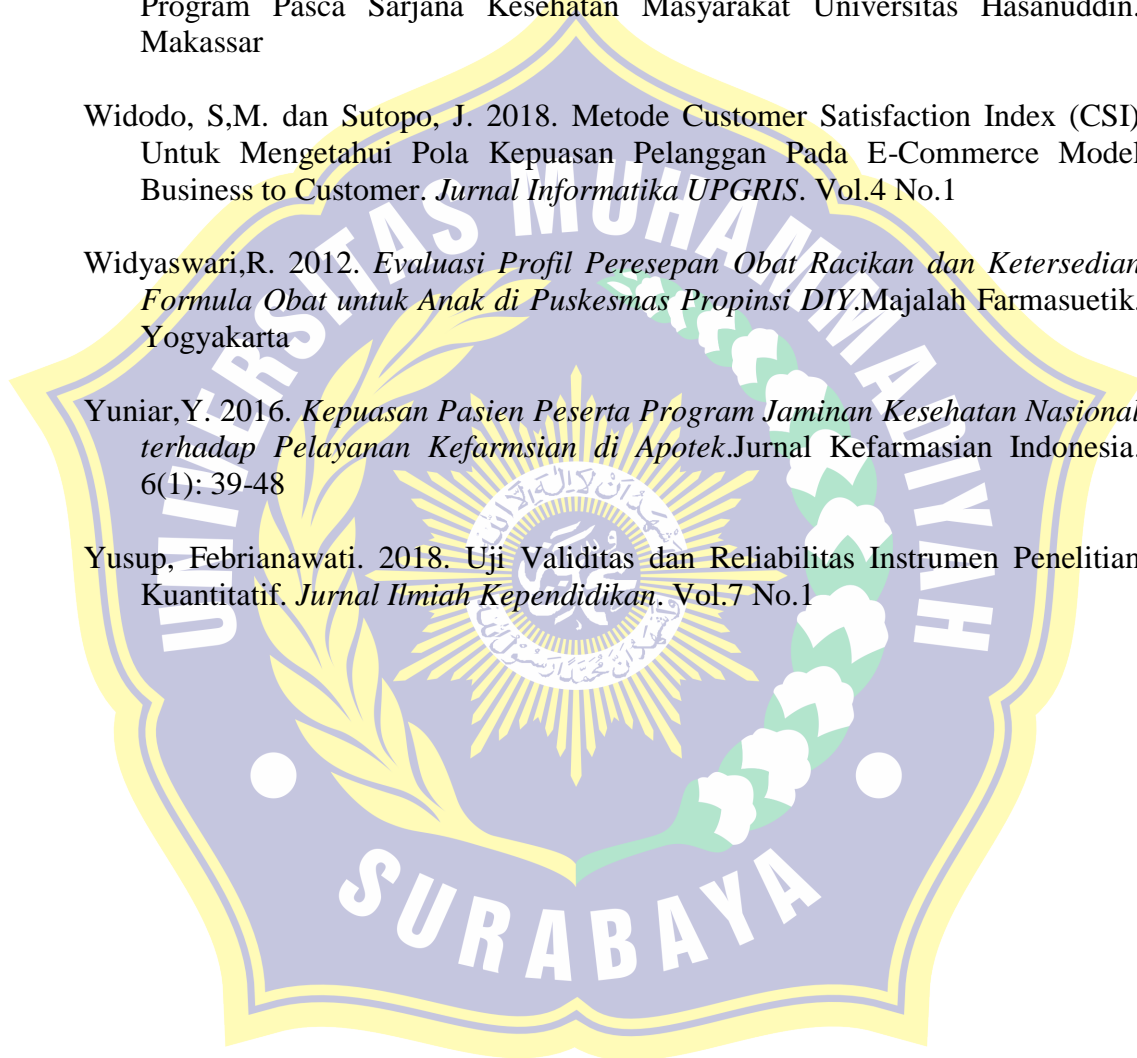 Program Pasca Sarjana Kesehatan Masyarakat Universitas Hasanuddin.
Makassar
Widodo, S,M. dan Sutopo, J. 2018. Metode Customer Satisfaction Index (CSI)
Untuk Mengetahui Pola Kepuasan Pelanggan Pada E-Commerce Model
Business to Customer. Jurnal Informatika UPGRIS. Vol.4 No.1
Widyaswari,R. 2012. Evaluasi Profil Peresepan Obat Racikan dan Ketersedian
Formula Obat untuk Anak di Puskesmas Propinsi DIY.Majalah Farmasuetik.
Yogyakarta
Yuniar,Y. 2016. Kepuasan Pasien Peserta Program Jaminan Kesehatan Nasional
terhadap Pelayanan Kefarmsian di Apotek.Jurnal Kefarmasian Indonesia.
6(1): 39-48
Yusup, Febrianawati. 2018. Uji Validitas dan Reliabilitas Instrumen Penelitian
Kuantitatif. Jurnal Ilmiah Kependidikan. Vol.7 No.1
UNIVERSITAS MUHAMMADIYAH
SURABAYA